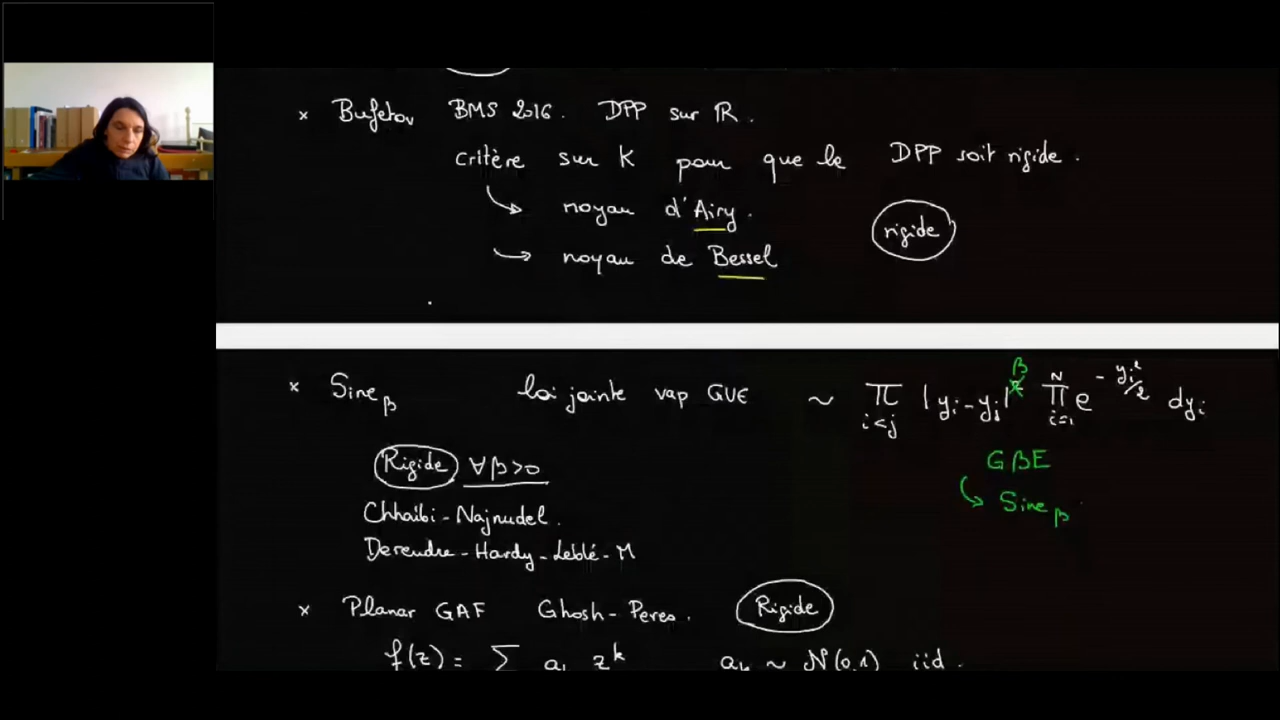 × Bufetov BMS 2016. DPP sur ℝ.
critère sur K pour que le DPP soit rigide.
↳ noyau d'Airy.
rigide
↳ noyau de Bessel
× Sine_β loi jointe vap GUE ~ ∏_{i<j} |y_i - y_j|^β ∏_{i=1}^N e^{-y_i²/2} dy_i
Rigide ∀β>0
GβE
↳ Sine_β
Chhaïbi-Najnudel.
Dereudre-Hardy-Leblé-M
× Planar GAF Ghosh-Peres. Rigide
f(z) = ∑ a_k z^k a_k ~ N(0,1) iid.